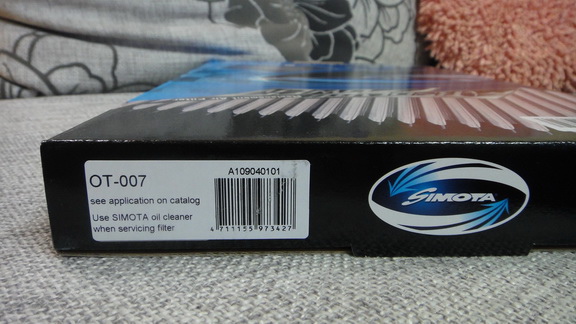 OT-007
see application on catalog
Use SIMOTA oil cleaner
when servicing filter
A109040101
4 711155 973427
SIMOTA